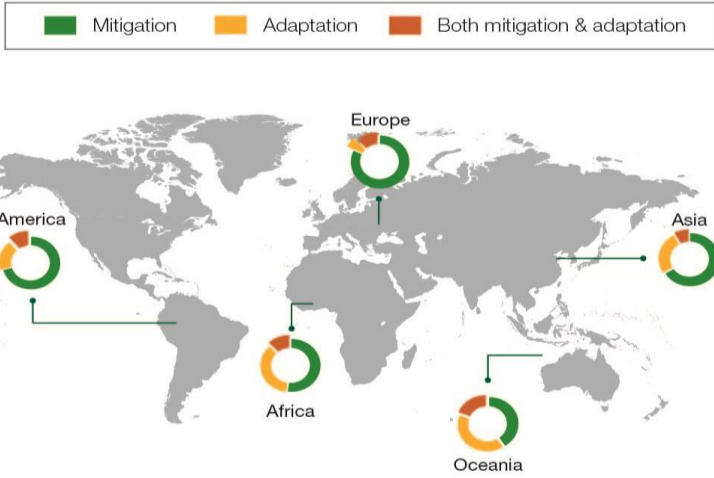 Mitigation
Adaptation
Both mitigation & adaptation
Europe
America
Asia
Africa
Oceania